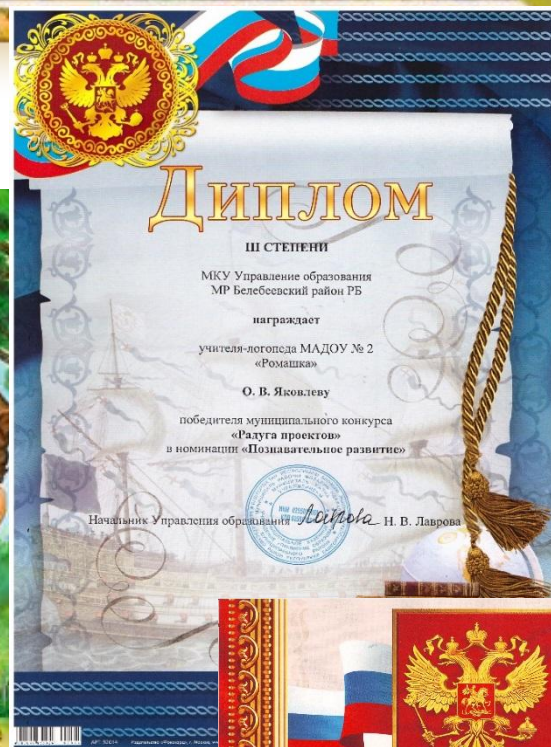 Диплом
III СТЕПЕНИ
МКУ Управление образования
МР Белебеевский район РБ
награждает
учителя-логопеда МАДОУ № 2
«Ромашка»
О. В. Яковлеву
победителя муниципального конкурса
«Радуга проектов»
в номинации «Познавательное развитие»
Начальник Управления образования Лаврова Н. В. Лаврова